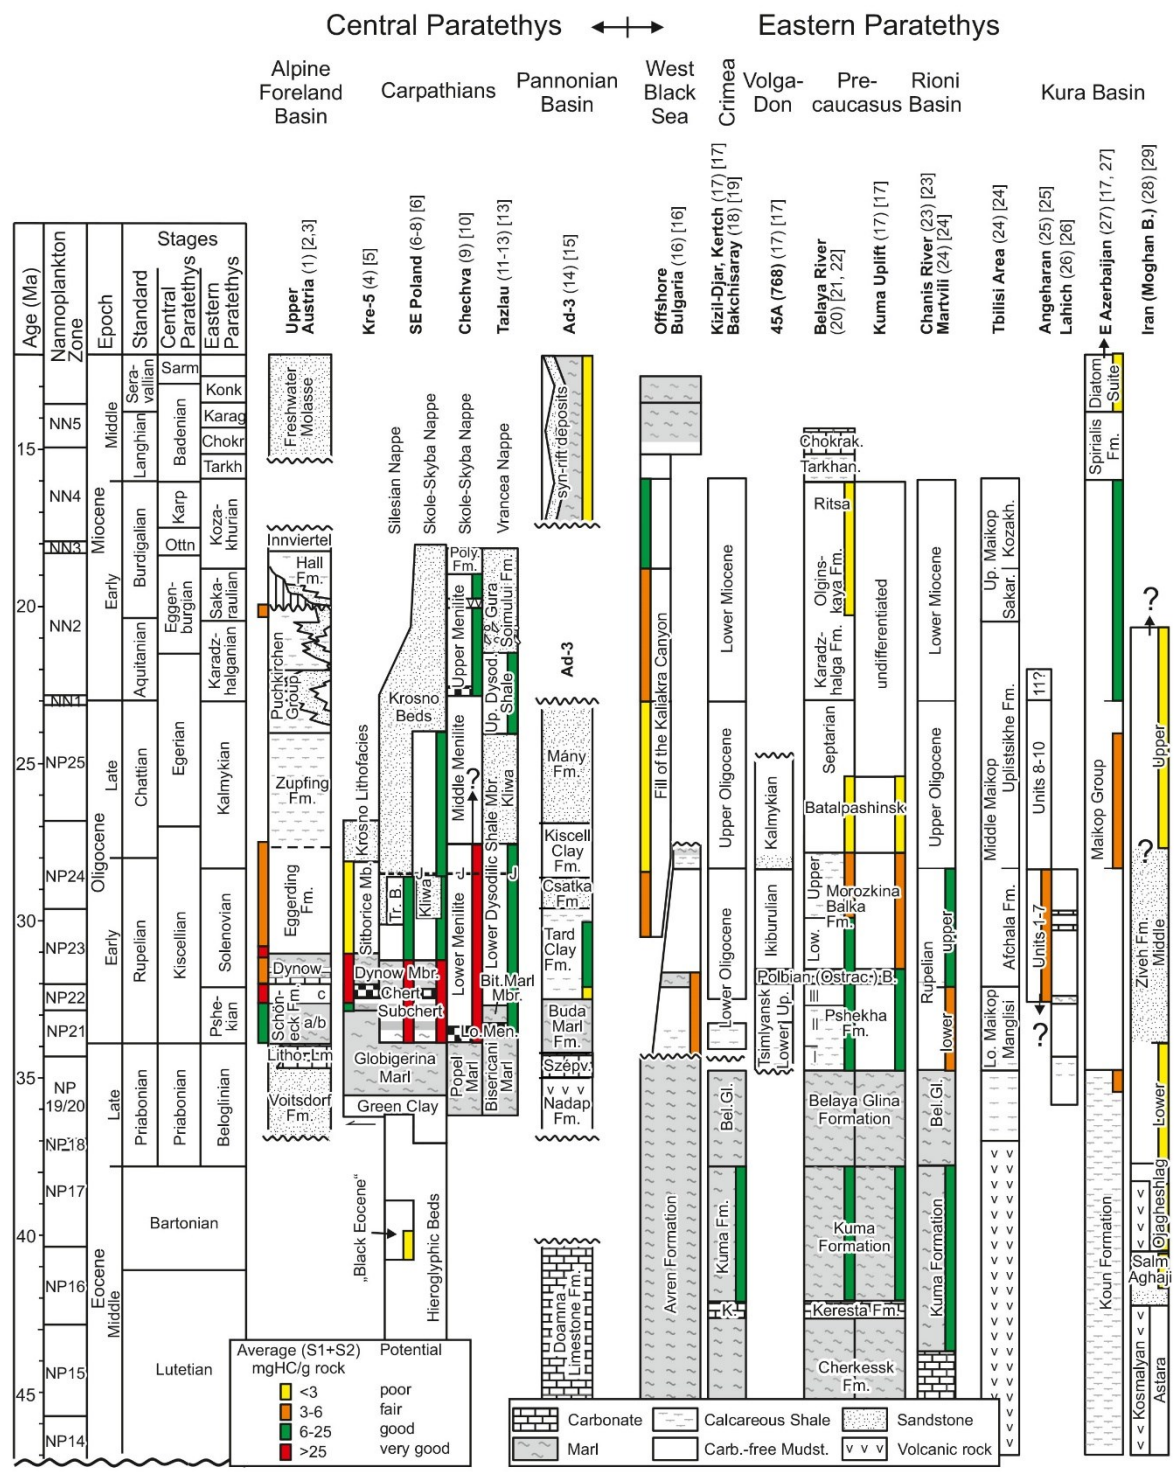 Central Paratethys
Eastern Paratethys
Alpine
Foreland
Basin
Carpathians
Pannonian
Basin
West
Black
Sea
Crimea
Volga-
Don
Pre-
caucasus
Rioni
Basin
Kura Basin
Age (Ma)
Nannoplankton
Zone
Epoch
Stages
Standard
Central
Paratethys
Eastern
Paratethys
Upper
Austria (1) [2,3]
Kre-5 (4) [5]
SE Poland (6-8) [6]
Chechva (9) [10]
Tazlau (11-13) [13]
Ad-3 (14) [15]
Offshore
Bulgaria (16) [16]
Kizil-Djar, Kertch (17) [17]
Bakchisaray (18) [19]
45A (768) (17) [17]
Belaya River
(20) [21, 22]
Kuma Uplift (17) [17]
Chanis River (23) [23]
Martvili (24) [24]
Tbilisi Area (24) [24]
Angeharan (25) [25]
Lahich (26) [26]
E Azerbaijan (27) [17, 27]
Iran (Moghan B.) (28) [29]
15
20
25
30
35
40
45
NN5
NN4
NN3
NN2
NN1
NP25
NP24
NP23
NP22
NP21
NP
19/20
NP18
NP17
NP16
NP15
NP14
Miocene
Middle
Early
Oligocene
Late
Early
Eocene
Late
Middle
Sera-
vallian
Langhian
Burdigalian
Aquitanian
Chattian
Rupelian
Priabonian
Bartonian
Lutetian
Sarm
Badenian
Karp
Ottn
Eggen-
burgian
Egerian
Kiscellian
Priabonian
Konk
Karag
Chokr
Tarkh
Koza-
khurian
Saka-
raulian
Karadz-
halganian
Kalmykian
Solenovian
Pshe-
kian
Beloglinian
Freshwater
Molasse
Innviertel
Hall
Fm.
Puchkirchen
Group
Zupfing
Fm.
Eggerding
Fm.
Dynow
Schön-
eck Fm.
c
a/b
Litho. Lm
Voitsdorf
Fm.
Silesian Nappe
Skole-Skyba Nappe
Skole-Skyba Nappe
Vrancea Nappe
Krosno Lithofacies
Sitborice Mb.
Krosno
Beds
Tr. B.
Kliwa
J
Dynow Mbr.
Chert
Subchert
Globigerina
Marl
Green Clay
„Black Eocene“
Hieroglyphic Beds
Poly.
Fm.
Upper Menilite
Middle Menilite
?
J
Lower Menilite
Lo. Men.
Popel
Marl
Gura
Soimului Fm.
Up. Dysod.
Shale
Kliwa
Lower Dysodilic Shale Mbr
J
Bit. Marl
Mbr.
Bisericani
Marl
syn-rift deposits
Ad-3
Mány
Fm.
Kiscell
Clay
Fm.
Csatka
Fm.
Tard
Clay
Fm.
Buda
Marl
Fm.
Szépv.
Nadap
Fm.
Doamna
Limestone Fm.
Fill of the Kaliakra Canyon
Avren Formation
Lower Miocene
Upper Oligocene
Lower Oligocene
Bel.Gl.
Kuma Fm.
K.
Kalmykian
Ikiburulian
Polbian (Ostrac.) B.
Tsimlyansk
Lower Up.
Chokrak.
Tarkhan.
Ritsa
Olgins-
kaya Fm.
Karadz-
halga Fm.
undifferentiated
Septarian
Batalpashinsk
Upper
Morozkina
Balka
Fm.
Low.
III
II
I
Pshekha
Fm.
Belaya Glina
Formation
Kuma
Formation
Keresta Fm.
Cherkessk
Fm.
Lower Miocene
Upper Oligocene
Rupelian
upper
lower
Bel.Gl.
Kuma Formation
Up. Maikop
Sakar. Kozakh.
Middle Maikop
Uplistsikhe Fm.
Afchala Fm.
Lo. Maikop
Manglisi
11?
Units 8-10
Units 1-7
?
Diatom
Suite
Spirialis
Fm.
Maikop Group
Koun Formation
?
Upper
?
Ziveh Fm.
Middle
Lower
Ojagheshlag
Salm
Aghaji
Kosmalyan
Astara
Average (S1+S2)
mgHC/g rock
Potential
<3 poor
3-6 fair
6-25 good
>25 very good
Carbonate
Calcareous Shale
Sandstone
Marl
Carb.-free Mudst.
Volcanic rock